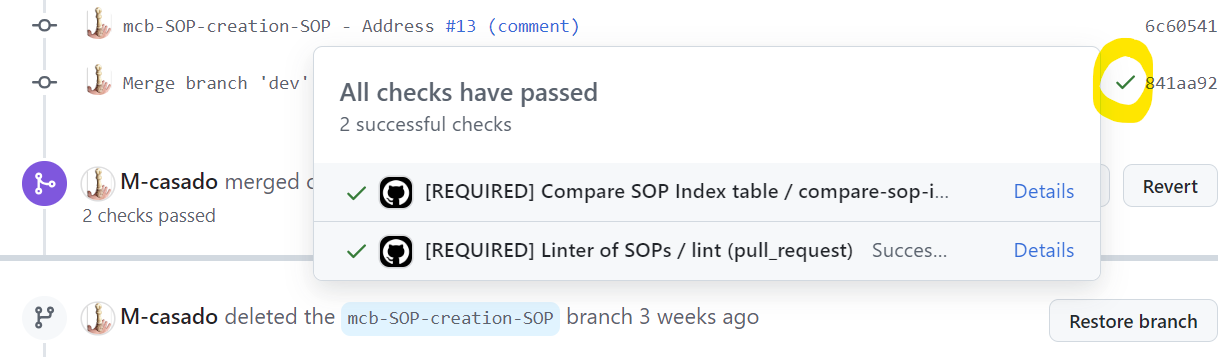 mcb-SOP-creation-SOP - Address #13 (comment) 6c60541
Merge branch 'dev' 841aa92
All checks have passed
2 successful checks
M-casado merged
2 checks passed
[REQUIRED] Compare SOP Index table / compare-sop-i... Details
Revert
[REQUIRED] Linter of SOPs / lint (pull_request) Succes... Details
M-casado deleted the mcb-SOP-creation-SOP branch 3 weeks ago
Restore branch